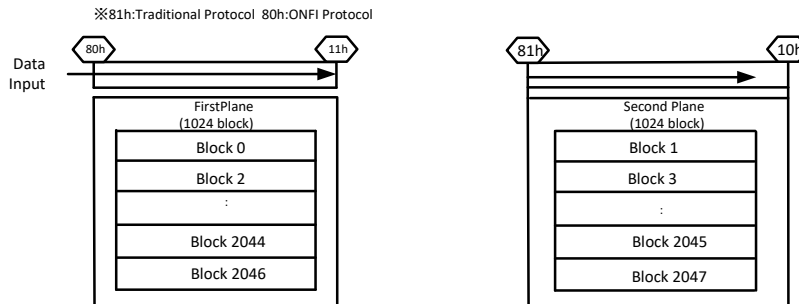 ※81h:Traditional Protocol 80h:ONFI Protocol
80h
11h
81h
10h
Data
Input
FirstPlane
(1024 block)
Block 0
Block 2
:
Block 2044
Block 2046
Second Plane
(1024 block)
Block 1
Block 3
:
Block 2045
Block 2047